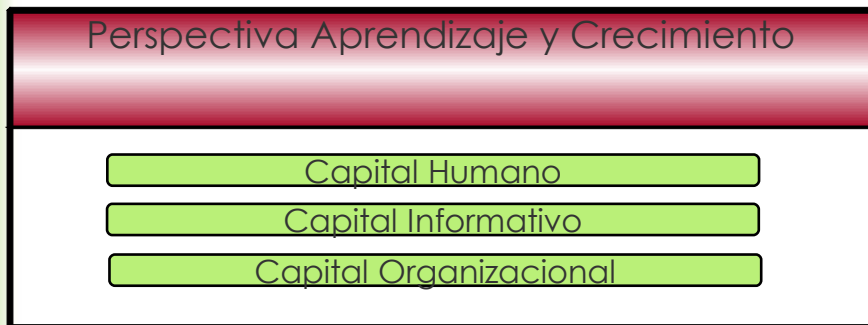 Perspectiva Aprendizaje y Crecimiento
Capital Humano
Capital Informativo
Capital Organizacional